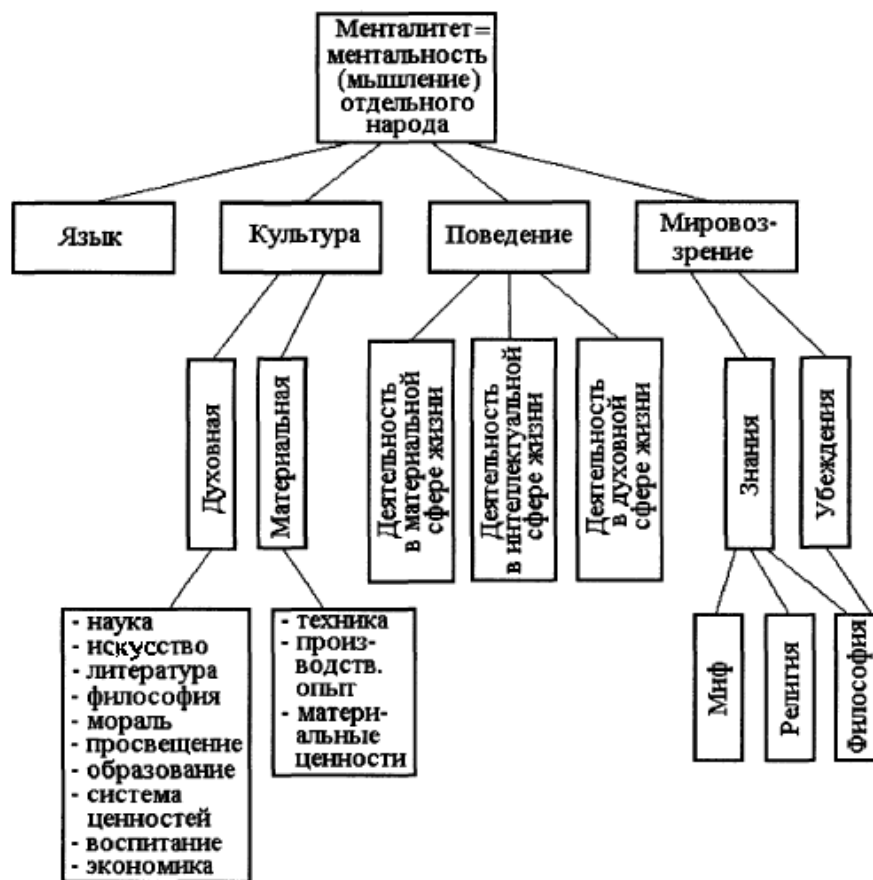 Менталитет=
ментальность
(мышление)
отдельного
народа
Язык
Культура
Поведение
Мировоз-
зрение
Духовная
Материальная
Деятельность
в материальной
сфере жизни
Деятельность
в интеллектуальной
сфере жизни
Деятельность
в духовной
сфере жизни
Знания
Убеждения
- наука
- искусство
- литература
- философия
- мораль
- просвещение
- образование
- система
ценностей
- воспитание
- экономика
- техника
- произ-
водств.
опыт
- матери-
альные
ценности
Миф
Религия
Философия